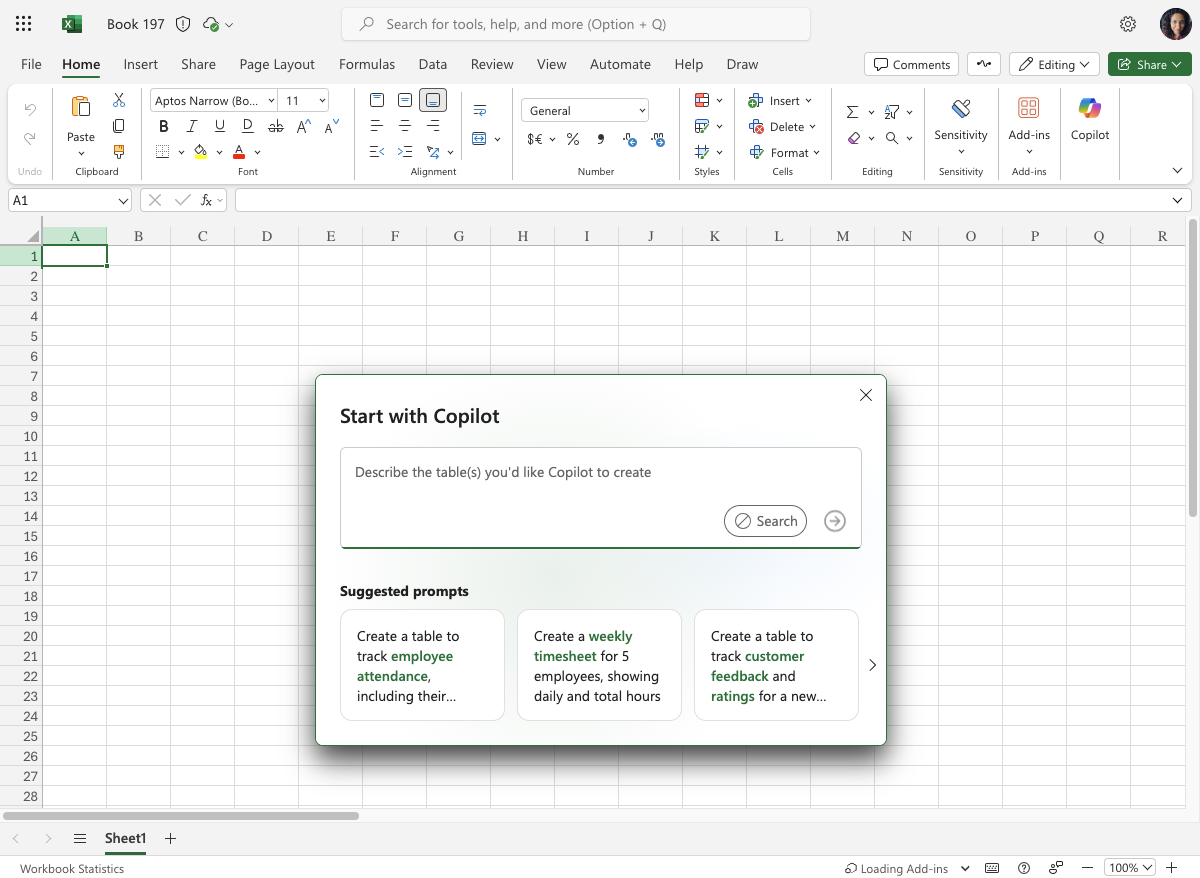 Book 197
Search for tools, help, and more (Option + Q)
File Home Insert Share Page Layout Formulas Data Review View Automate Help Draw
Comments Editing Share
Aptos Narrow (Bo... 11
General
Insert
Delete
Format
Paste
Sensitivity
Add-ins
Copilot
Undo Clipboard Font Alignment Number Styles Cells Editing Sensitivity Add-ins
A1
fx
A B C D E F G H I J K L M N O P Q R
1
2
3
4
5
6
7
8
9
10
11
12
13
14
15
16
17
18
19
20
21
22
23
24
25
26
27
28
Start with Copilot
Describe the table(s) you'd like Copilot to create
Search
Suggested prompts
Create a table to
track employee
attendance,
including their...
Create a weekly
timesheet for 5
employees, showing
daily and total hours
Create a table to
track customer
feedback and
ratings for a new...
Sheet1
Workbook Statistics
Loading Add-ins
100%